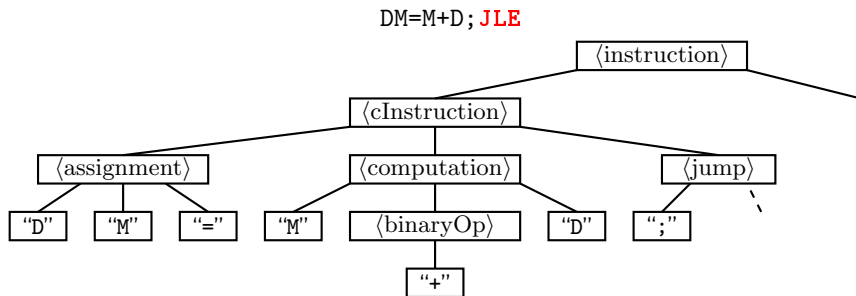 DM=M+D;JLE
⟨instruction⟩
⟨cInstruction⟩
⟨assignment⟩ ⟨computation⟩ ⟨jump⟩
“D” “M” “=” “M” ⟨binaryOp⟩ “D” “;”
“+”